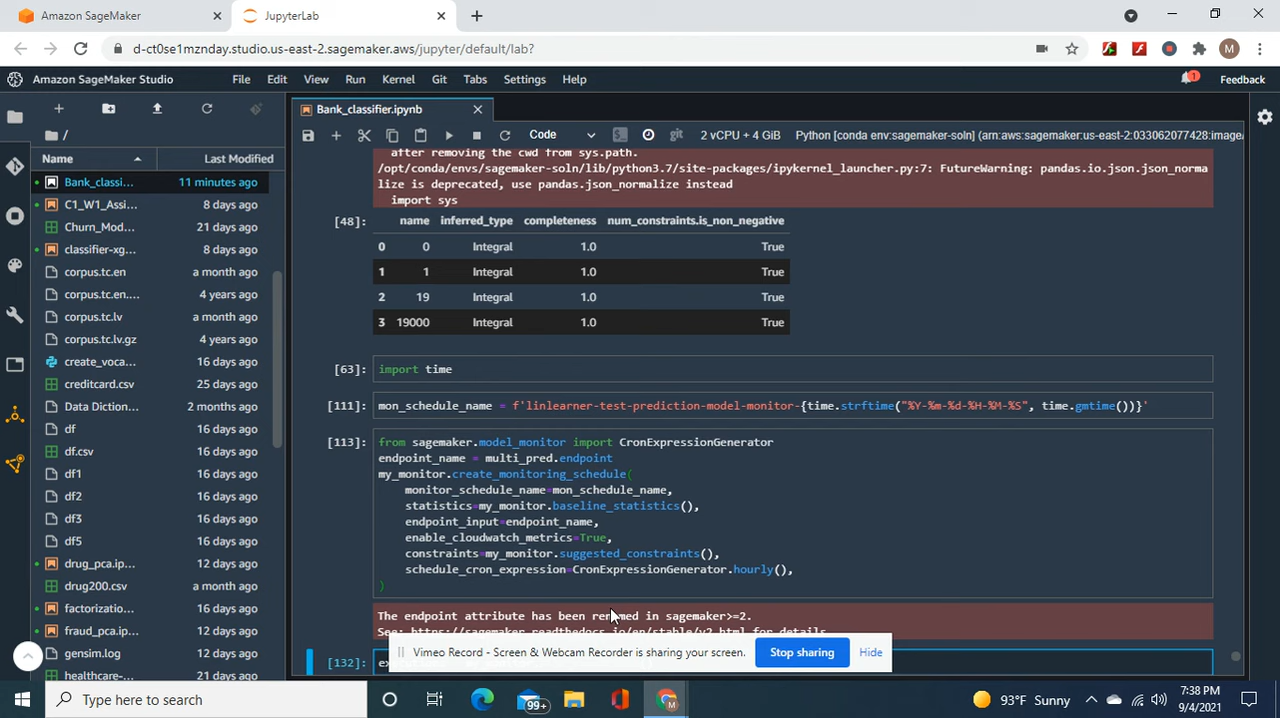 Amazon SageMaker
JupyterLab
d-ct0se1mznday.studio.us-east-2.sagemaker.aws/jupyter/default/lab?
M
Amazon SageMaker Studio
File Edit View Run Kernel Git Tabs Settings Help
1
Feedback
/
Name Last Modified
Bank_classi... 11 minutes ago
C1_W1_Assi... 8 days ago
Churn_Mod... 21 days ago
classifier-xg... 8 days ago
corpus.tc.en a month ago
corpus.tc.en.... 4 years ago
corpus.tc.lv a month ago
corpus.tc.lv.gz 4 years ago
create_voca... 16 days ago
creditcard.csv 25 days ago
Data Diction... 2 months ago
df 16 days ago
df.csv 16 days ago
df1 16 days ago
df2 16 days ago
df3 16 days ago
df5 16 days ago
drug_pca.ip... 12 days ago
drug200.csv a month ago
factorizatio... 12 days ago
fraud_pca.ip... 12 days ago
gensim.log 16 days ago
healthcare-
Bank_classifier.ipynb
Code git 2 vCPU + 4 GiB Python [conda env:sagemaker-soln] (arn:aws:sagemaker:us-east-2:033062077428:image/
after removing the cwd from sys.path.
/opt/conda/envs/sagemaker-soln/lib/python3.7/site-packages/ipykernel_launcher.py:7: FutureWarning: pandas.io.json.json_norma
lize is deprecated, use pandas.json_normalize instead
import sys
[48]: name inferred_type completeness num_constraints.is_non_negative
0 0 Integral 1.0 True
1 1 Integral 1.0 True
2 19 Integral 1.0 True
3 19000 Integral 1.0 True
[63]: import time
[111]: mon_schedule_name = f'linlearner-test-prediction-model-monitor-{time.strftime("%Y-%m-%d-%H-%M-%S", time.gmtime())}'
[113]: from sagemaker.model_monitor import CronExpressionGenerator
endpoint_name = multi_pred.endpoint
my_monitor.create_monitoring_schedule(
monitor_schedule_name=mon_schedule_name,
statistics=my_monitor.baseline_statistics(),
endpoint_input=endpoint_name,
enable_cloudwatch_metrics=True,
constraints=my_monitor.suggested_constraints(),
schedule_cron_expression=CronExpressionGenerator.hourly(),
)
The endpoint attribute has been renamed in sagemaker>=2.
See: https://sagemaker.readthedocs.io/en/stable/v2.html for details.
[132]:
Vimeo Record - Screen & Webcam Recorder is sharing your screen. Stop sharing Hide
Type here to search
99+
M
93°F Sunny
7:38 PM
9/4/2021